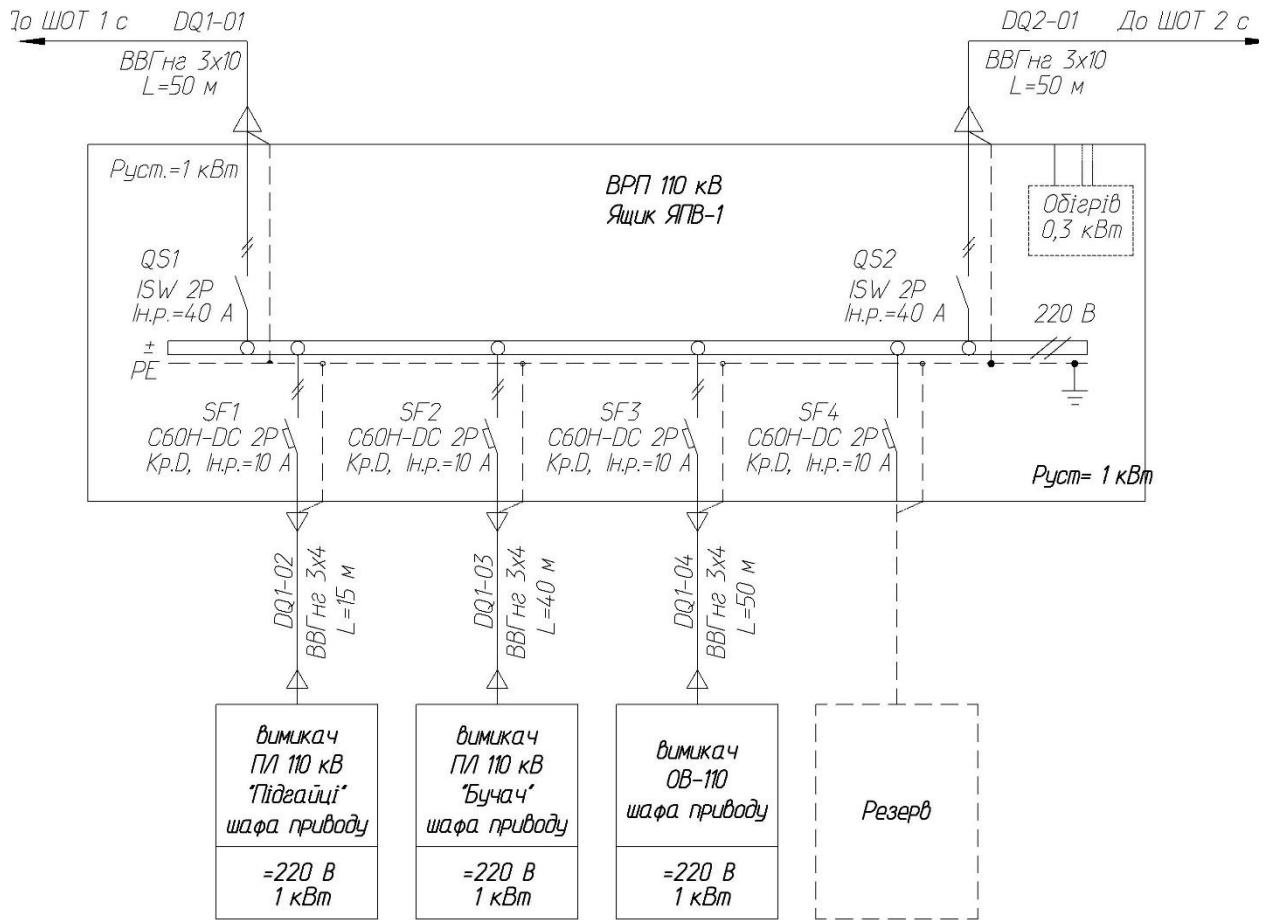 До ШОТ 1 с DQ1-01
ВВГнг 3х10
L=50 м
DQ2-01 До ШОТ 2 с
ВВГнг 3х10
L=50 м
Руст.=1 кВт
ВРП 110 кВ
Ящик ЯПВ-1
Обігрів
0,3 кВт
QS1
ISW 2P
Ін.р.=40 А
QS2
ISW 2P
Ін.р.=40 А
220 В
±
PE
SF1
C60H-DC 2P
Кр.D, Ін.р.=10 А
SF2
C60H-DC 2P
Кр.D, Ін.р.=10 А
SF3
C60H-DC 2P
Кр.D, Ін.р.=10 А
SF4
C60H-DC 2P
Кр.D, Ін.р.=10 А
Руст= 1 кВт
DQ1-02
ВВГнг 3х4
L=15 м
DQ1-03
ВВГнг 3х4
L=40 м
DQ1-04
ВВГнг 3х4
L=50 м
вимикач
ПЛ 110 кВ
"Підгайці"
шафа приводу
=220 В
1 кВт
вимикач
ПЛ 110 кВ
"Бучач"
шафа приводу
=220 В
1 кВт
вимикач
ОВ-110
шафа приводу
=220 В
1 кВт
Резерв